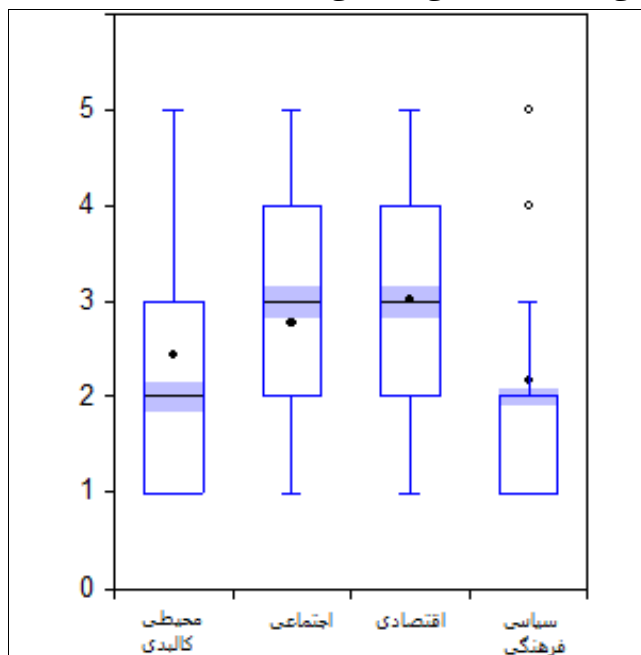 5
4
3
2
1
0
محیطی
کالبدی
اجتماعی
اقتصادی
سیاسی
فرهنگی